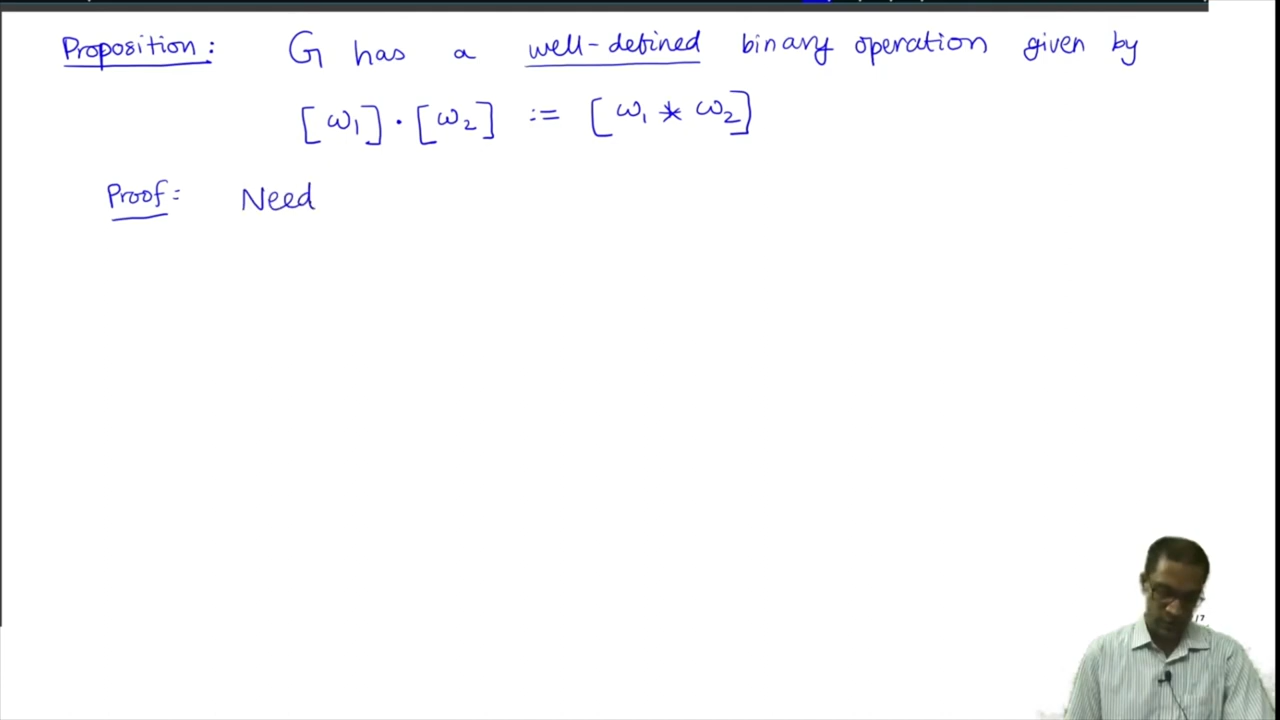 Proposition: G has a well-defined binary operation given by
[ω₁] · [ω₂] := [ω₁ * ω₂]
Proof: Need